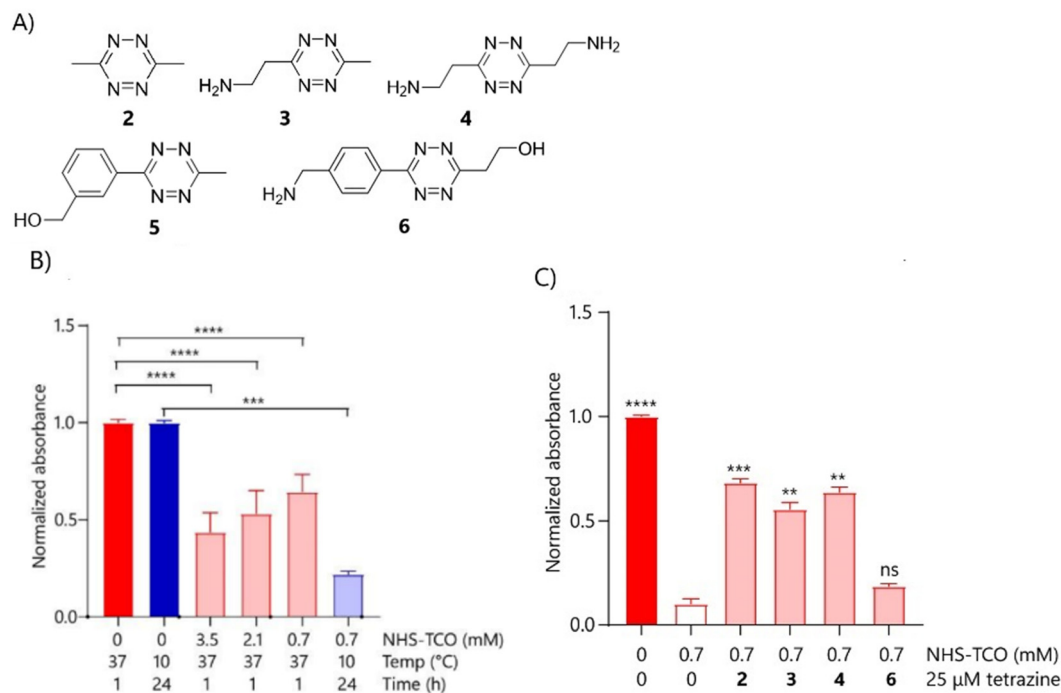 A)
N N
N N N N
NH2
N=N H2N N=N H2N N=N
2 3 4
N N N N OH
HO N=N H2N N=N
5 6
B)
Normalized absorbance
1.5
1.0
0.5
0.0
****
****
****
***
0 0 3.5 2.1 0.7 0.7 NHS-TCO (mM)
37 10 37 37 37 10 Temp (°C)
1 24 1 1 1 24 Time (h)
C)
Normalized absorbance
1.5
1.0
0.5
0.0
****
***
**
**
ns
0 0.7 0.7 0.7 0.7 0.7 NHS-TCO (mM)
0 0 2 3 4 6 25 µM tetrazine